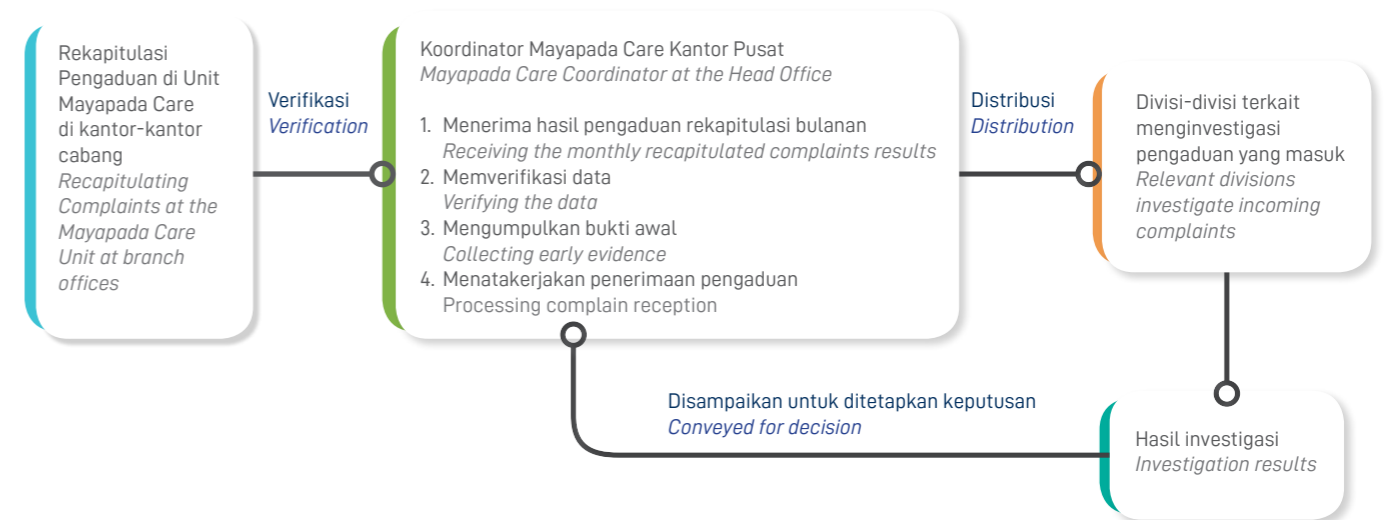 Rekapitulasi
Pengaduan di Unit
Mayapada Care
di kantor-kantor
cabang
Recapitulating
Complaints at the
Mayapada Care
Unit at branch
offices
Verifikasi
Verification
Koordinator Mayapada Care Kantor Pusat
Mayapada Care Coordinator at the Head Office
1. Menerima hasil pengaduan rekapitulasi bulanan
Receiving the monthly recapitulated complaints results
2. Memverifikasi data
Verifying the data
3. Mengumpulkan bukti awal
Collecting early evidence
4. Menatakerjakan penerimaan pengaduan
Processing complain reception
Distribusi
Distribution
Divisi-divisi terkait
menginvestigasi
pengaduan yang masuk
Relevant divisions
investigate incoming
complaints
Disampaikan untuk ditetapkan keputusan
Conveyed for decision
Hasil investigasi
Investigation results